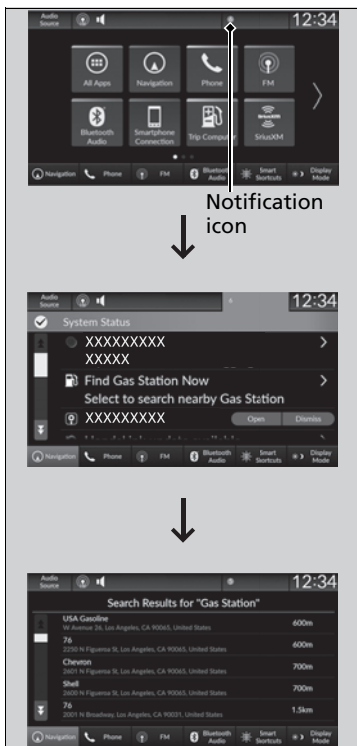 Audio Source
12:34
All Apps
Navigation
Phone
FM
Bluetooth Audio
Smartphone Connection
Trip Computer
SiriusXM
SiriusXM
Navigation Phone FM Bluetooth Audio Smart Shortcuts Display Mode
Notification
icon
Audio Source
12:34
System Status
XXXXXXXXX
XXXXX
Find Gas Station Now
Select to search nearby Gas Station
XXXXXXXXX Open Dismiss
Navigation Phone FM Bluetooth Audio Smart Shortcuts Display Mode
Audio Source
12:34
Search Results for "Gas Station"
USA Gasoline
W Avenue 26, Los Angeles, CA 90065, United States
600m
76
2250 N Figueroa St, Los Angeles, CA 90065, United States
600m
Chevron
2601 N Figueroa St, Los Angeles, CA 90065, United States
700m
Shell
2600 N Figueroa St, Los Angeles, CA 90065, United States
700m
76
2001 N Broadway, Los Angeles, CA 90031, United States
1.5km
Navigation Phone FM Bluetooth Audio Smart Shortcuts Display Mode